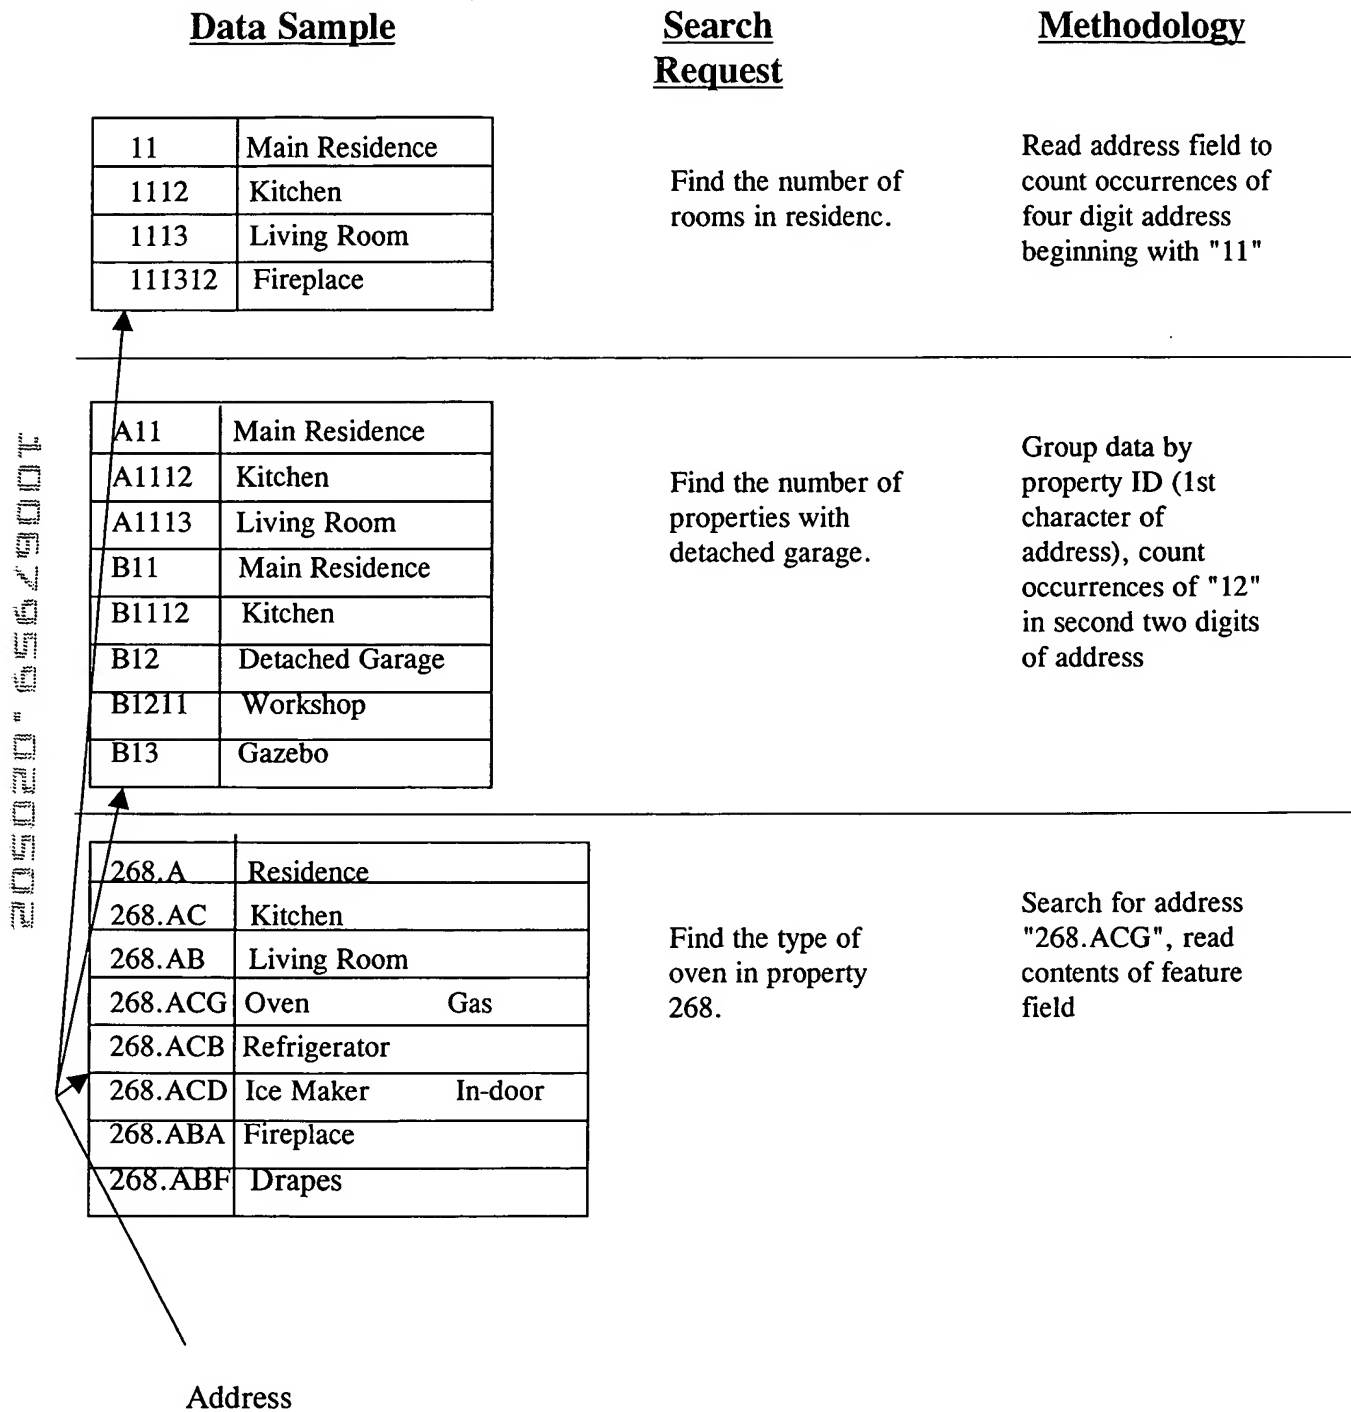 Data Sample
Search
Request
Methodology
11 Main Residence
1112 Kitchen
1113 Living Room
111312 Fireplace
Find the number of
rooms in residenc.
Read address field to
count occurrences of
four digit address
beginning with "11"
A11 Main Residence
A1112 Kitchen
A1113 Living Room
B11 Main Residence
B1112 Kitchen
B12 Detached Garage
B1211 Workshop
B13 Gazebo
Find the number of
properties with
detached garage.
Group data by
property ID (1st
character of
address), count
occurrences of "12"
in second two digits
of address
268.A Residence
268.AC Kitchen
268.AB Living Room
268.ACG Oven Gas
268.ACB Refrigerator
268.ACD Ice Maker In-door
268.ABA Fireplace
268.ABF Drapes
Find the type of
oven in property
268.
Search for address
"268.ACG", read
contents of feature
field
Address
10067959.020502